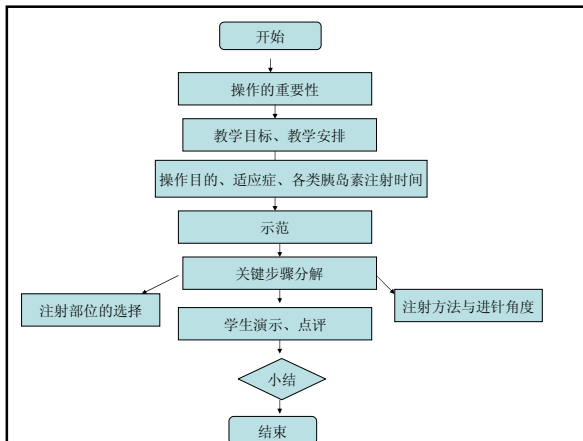 开始
操作的重要性
教学目标、教学安排
操作目的、适应症、各类胰岛素注射时间
示范
关键步骤分解
注射部位的选择
注射方法与进针角度
学生演示、点评
小结
结束